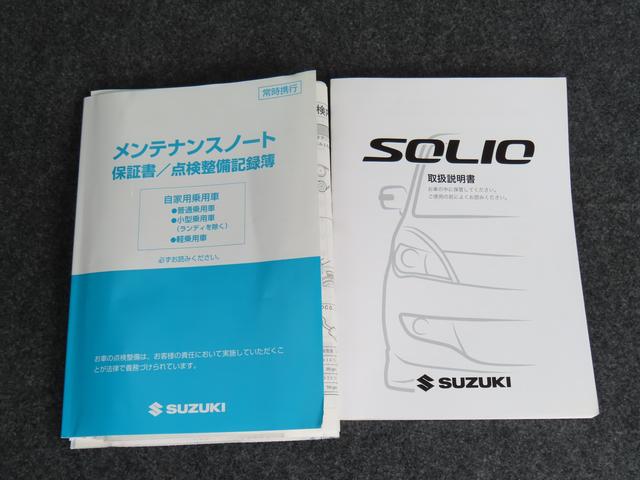 常時携行
メンテナンスノート
保証書／点検整備記録簿
自家用乗用車
●普通乗用車
●小型乗用車
（ランディを除く）
●軽乗用車
必ずお読みください。
お車の点検整備は、お客様の責任において実施していただくこ
とが法律で義務づけられています。
SUZUKI
SOLIO
取扱説明書
お車の中に保管してください。
ご使用の前によくお読みください。
SUZUKI